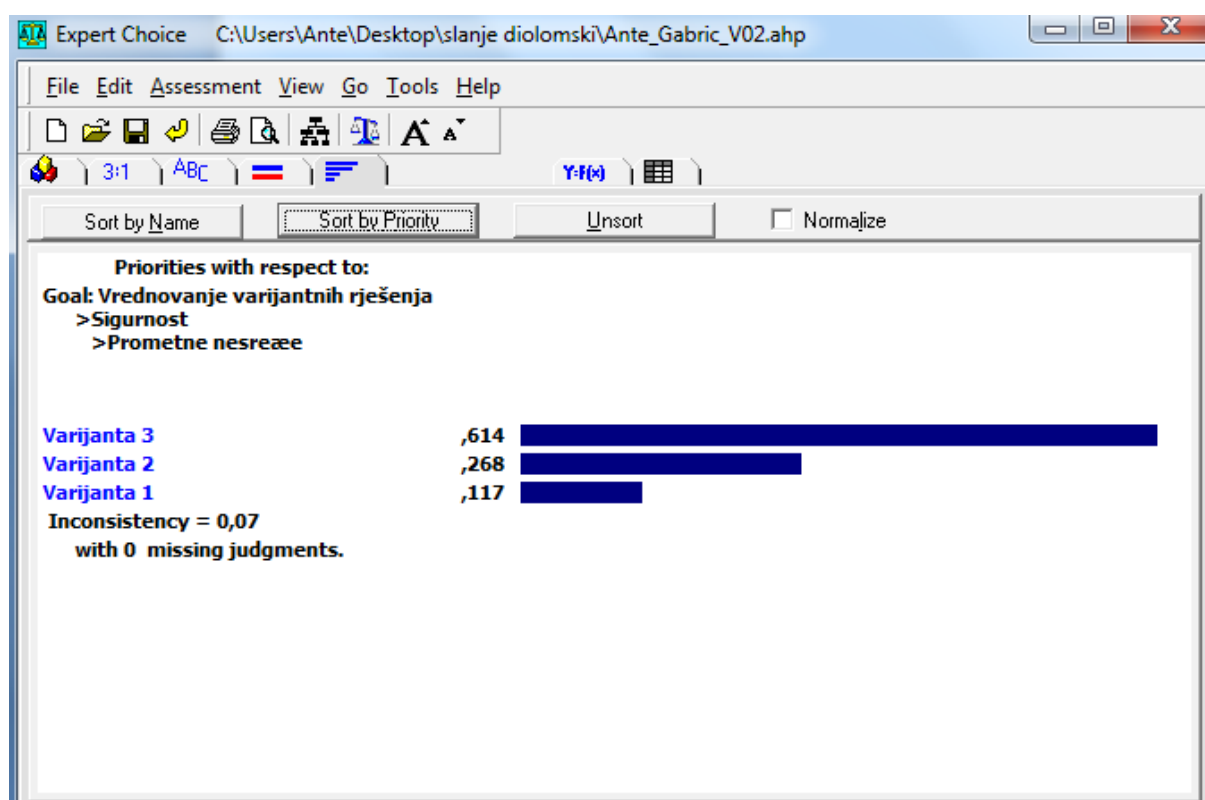 Expert Choice C:\Users\Ante\Desktop\slanje diolomski\Ante_Gabric_V02.ahp
File Edit Assessment View Go Tools Help
A A
3:1 ABC Y=F(x)
Sort by Name Sort by Priority Unsort Normalize
Priorities with respect to:
Goal: Vrednovanje varijantnih rješenja
>Sigurnost
>Prometne nesreæe
Varijanta 3 ,614
Varijanta 2 ,268
Varijanta 1 ,117
Inconsistency = 0,07
with 0 missing judgments.